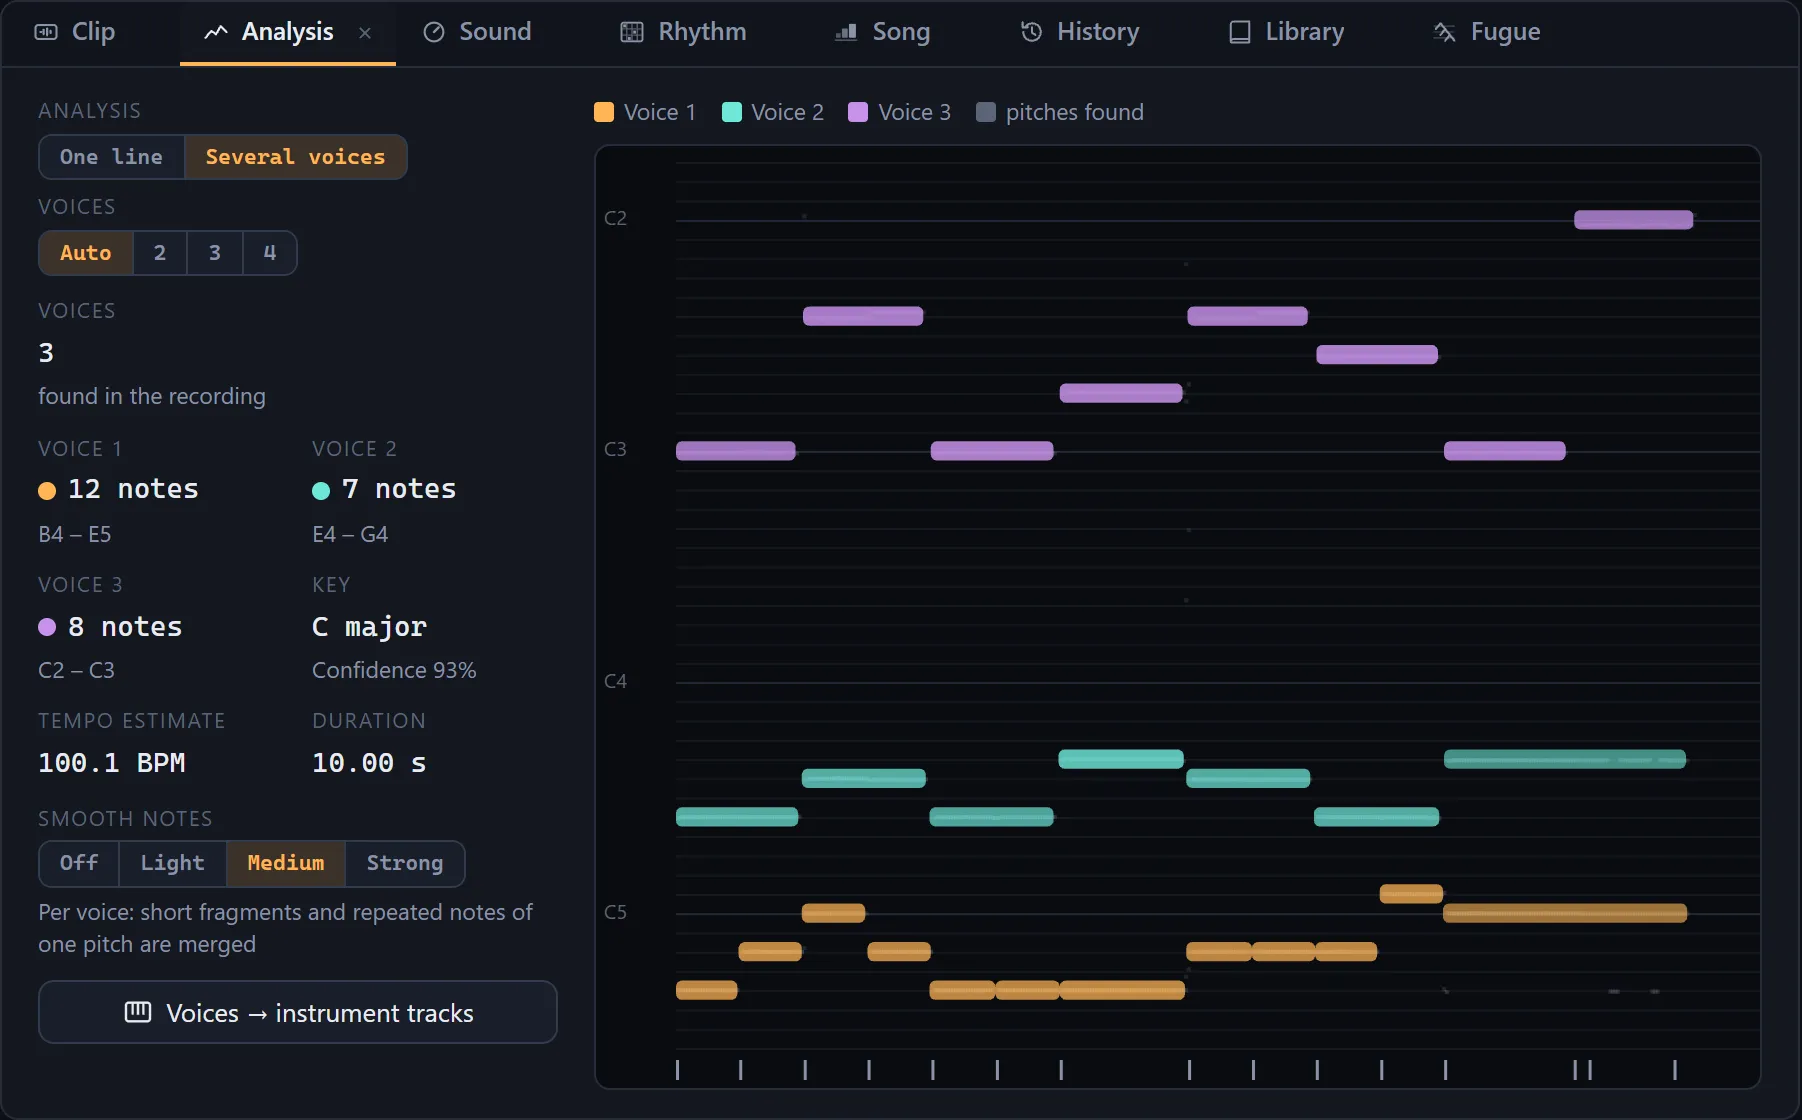 Clip
Analysis ×
Sound
Rhythm
Song
History
Library
Fugue
ANALYSIS
One line
Several voices
VOICES
Auto
2
3
4
VOICES
3
found in the recording
VOICE 1
12 notes
B4 – E5
VOICE 2
7 notes
E4 – G4
VOICE 3
8 notes
C2 – C3
KEY
C major
Confidence 93%
TEMPO ESTIMATE
100.1 BPM
DURATION
10.00 s
SMOOTH NOTES
Off
Light
Medium
Strong
Per voice: short fragments and repeated notes of
one pitch are merged
Voices → instrument tracks
Voice 1
Voice 2
Voice 3
pitches found
C2
C3
C4
C5